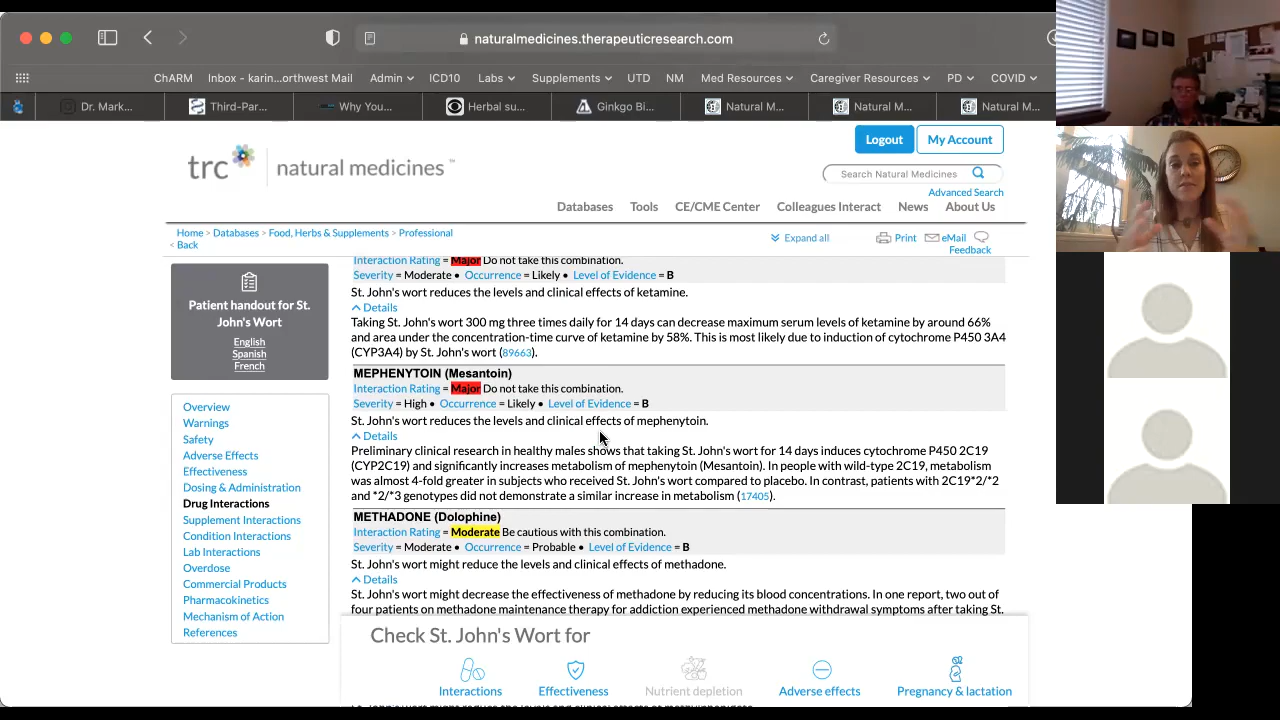 naturalmedicines.therapeuticresearch.com
ChARM Inbox - karin...orthwest Mail Admin ICD10 Labs Supplements UTD NM Med Resources Caregiver Resources PD COVID
Dr. Mark... Third-Par... Why You... Herbal su... Ginkgo Bi... Natural M... Natural M... Natural M...
Logout My Account
trc natural medicines ™
Search Natural Medicines
Advanced Search
Databases Tools CE/CME Center Colleagues Interact News About Us
Home > Databases > Food, Herbs & Supplements > Professional
< Back
Expand all Print eMail Feedback
Patient handout for St. John's Wort
English
Spanish
French
Overview
Warnings
Safety
Adverse Effects
Effectiveness
Dosing & Administration
Drug Interactions
Supplement Interactions
Condition Interactions
Lab Interactions
Overdose
Commercial Products
Pharmacokinetics
Mechanism of Action
References
Interaction Rating = Major Do not take this combination.
Severity = Moderate • Occurrence = Likely • Level of Evidence = B
St. John's wort reduces the levels and clinical effects of ketamine.
Details
Taking St. John's wort 300 mg three times daily for 14 days can decrease maximum serum levels of ketamine by around 66%
and area under the concentration-time curve of ketamine by 58%. This is most likely due to induction of cytochrome P450 3A4
(CYP3A4) by St. John's wort (89663).
MEPHENYTOIN (Mesantoin)
Interaction Rating = Major Do not take this combination.
Severity = High • Occurrence = Likely • Level of Evidence = B
St. John's wort reduces the levels and clinical effects of mephenytoin.
Details
Preliminary clinical research in healthy males shows that taking St. John's wort for 14 days induces cytochrome P450 2C19
(CYP2C19) and significantly increases metabolism of mephenytoin (Mesantoin). In people with wild-type 2C19, metabolism
was almost 4-fold greater in subjects who received St. John's wort compared to placebo. In contrast, patients with 2C19*2/*2
and *2/*3 genotypes did not demonstrate a similar increase in metabolism (17405).
METHADONE (Dolophine)
Interaction Rating = Moderate Be cautious with this combination.
Severity = Moderate • Occurrence = Probable • Level of Evidence = B
St. John's wort might reduce the levels and clinical effects of methadone.
Details
St. John's wort might decrease the effectiveness of methadone by reducing its blood concentrations. In one report, two out of
four patients on methadone maintenance therapy for addiction experienced methadone withdrawal symptoms after taking St.
Check St. John's Wort for
Interactions Effectiveness Nutrient depletion Adverse effects Pregnancy & lactation